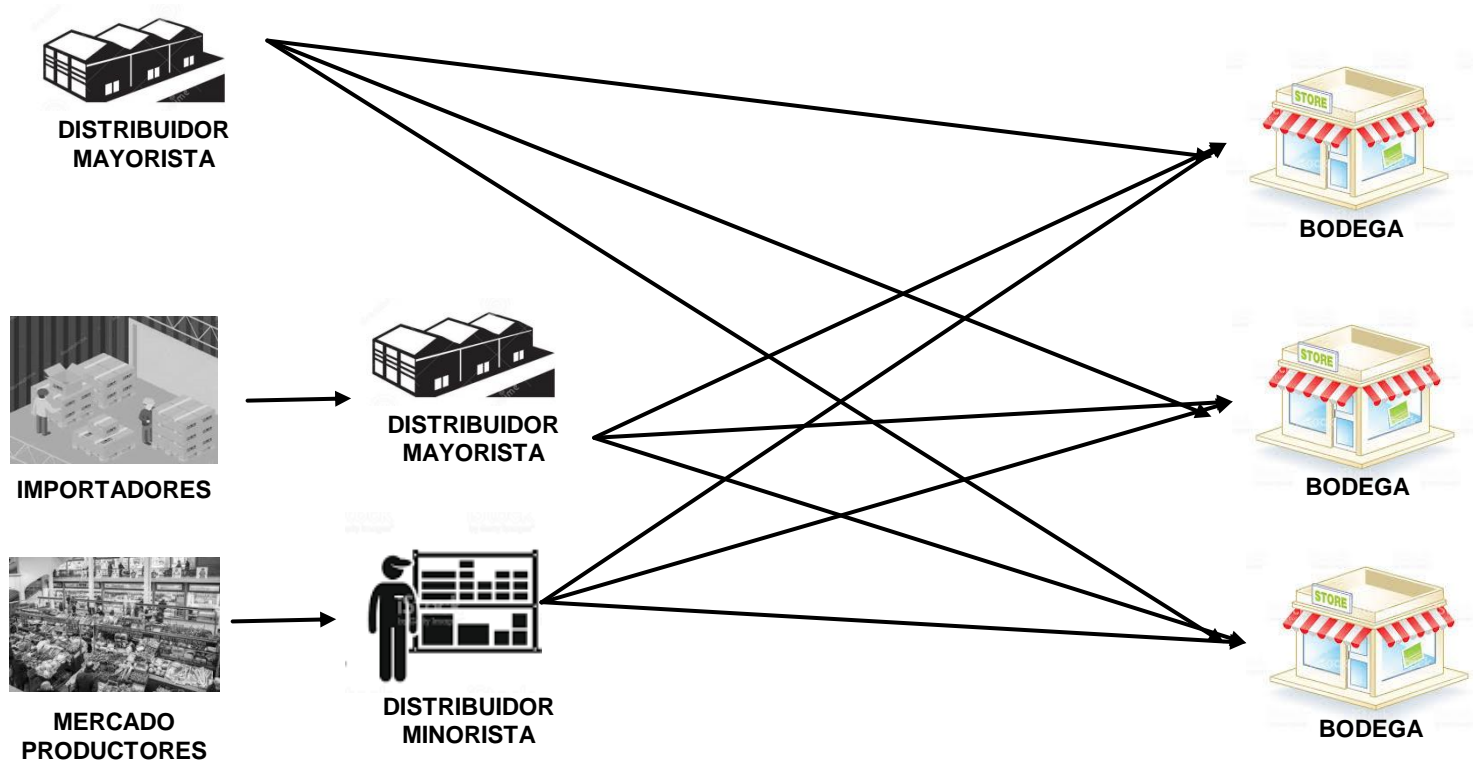 DISTRIBUIDOR
MAYORISTA
STORE
BODEGA
IMPORTADORES
DISTRIBUIDOR
MAYORISTA
STORE
BODEGA
MERCADO
PRODUCTORES
DISTRIBUIDOR
MINORISTA
STORE
BODEGA